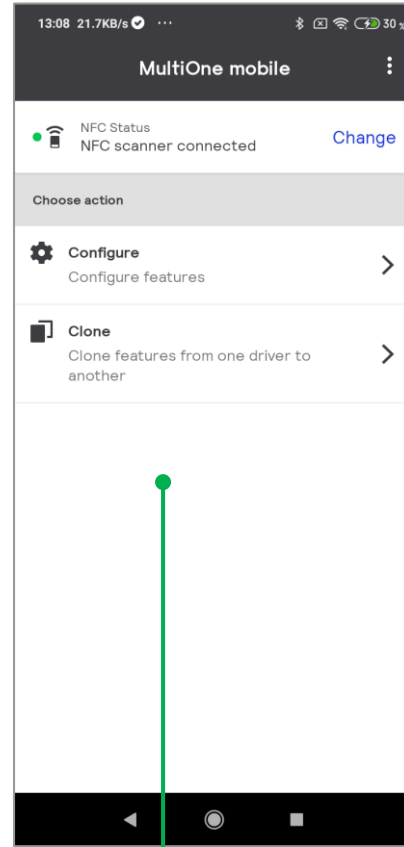 13:08 21.7KB/s ... 30 %
MultiOne mobile
NFC Status
NFC scanner connected
Change
Choose action
Configure
Configure features
Clone
Clone features from one driver to
another